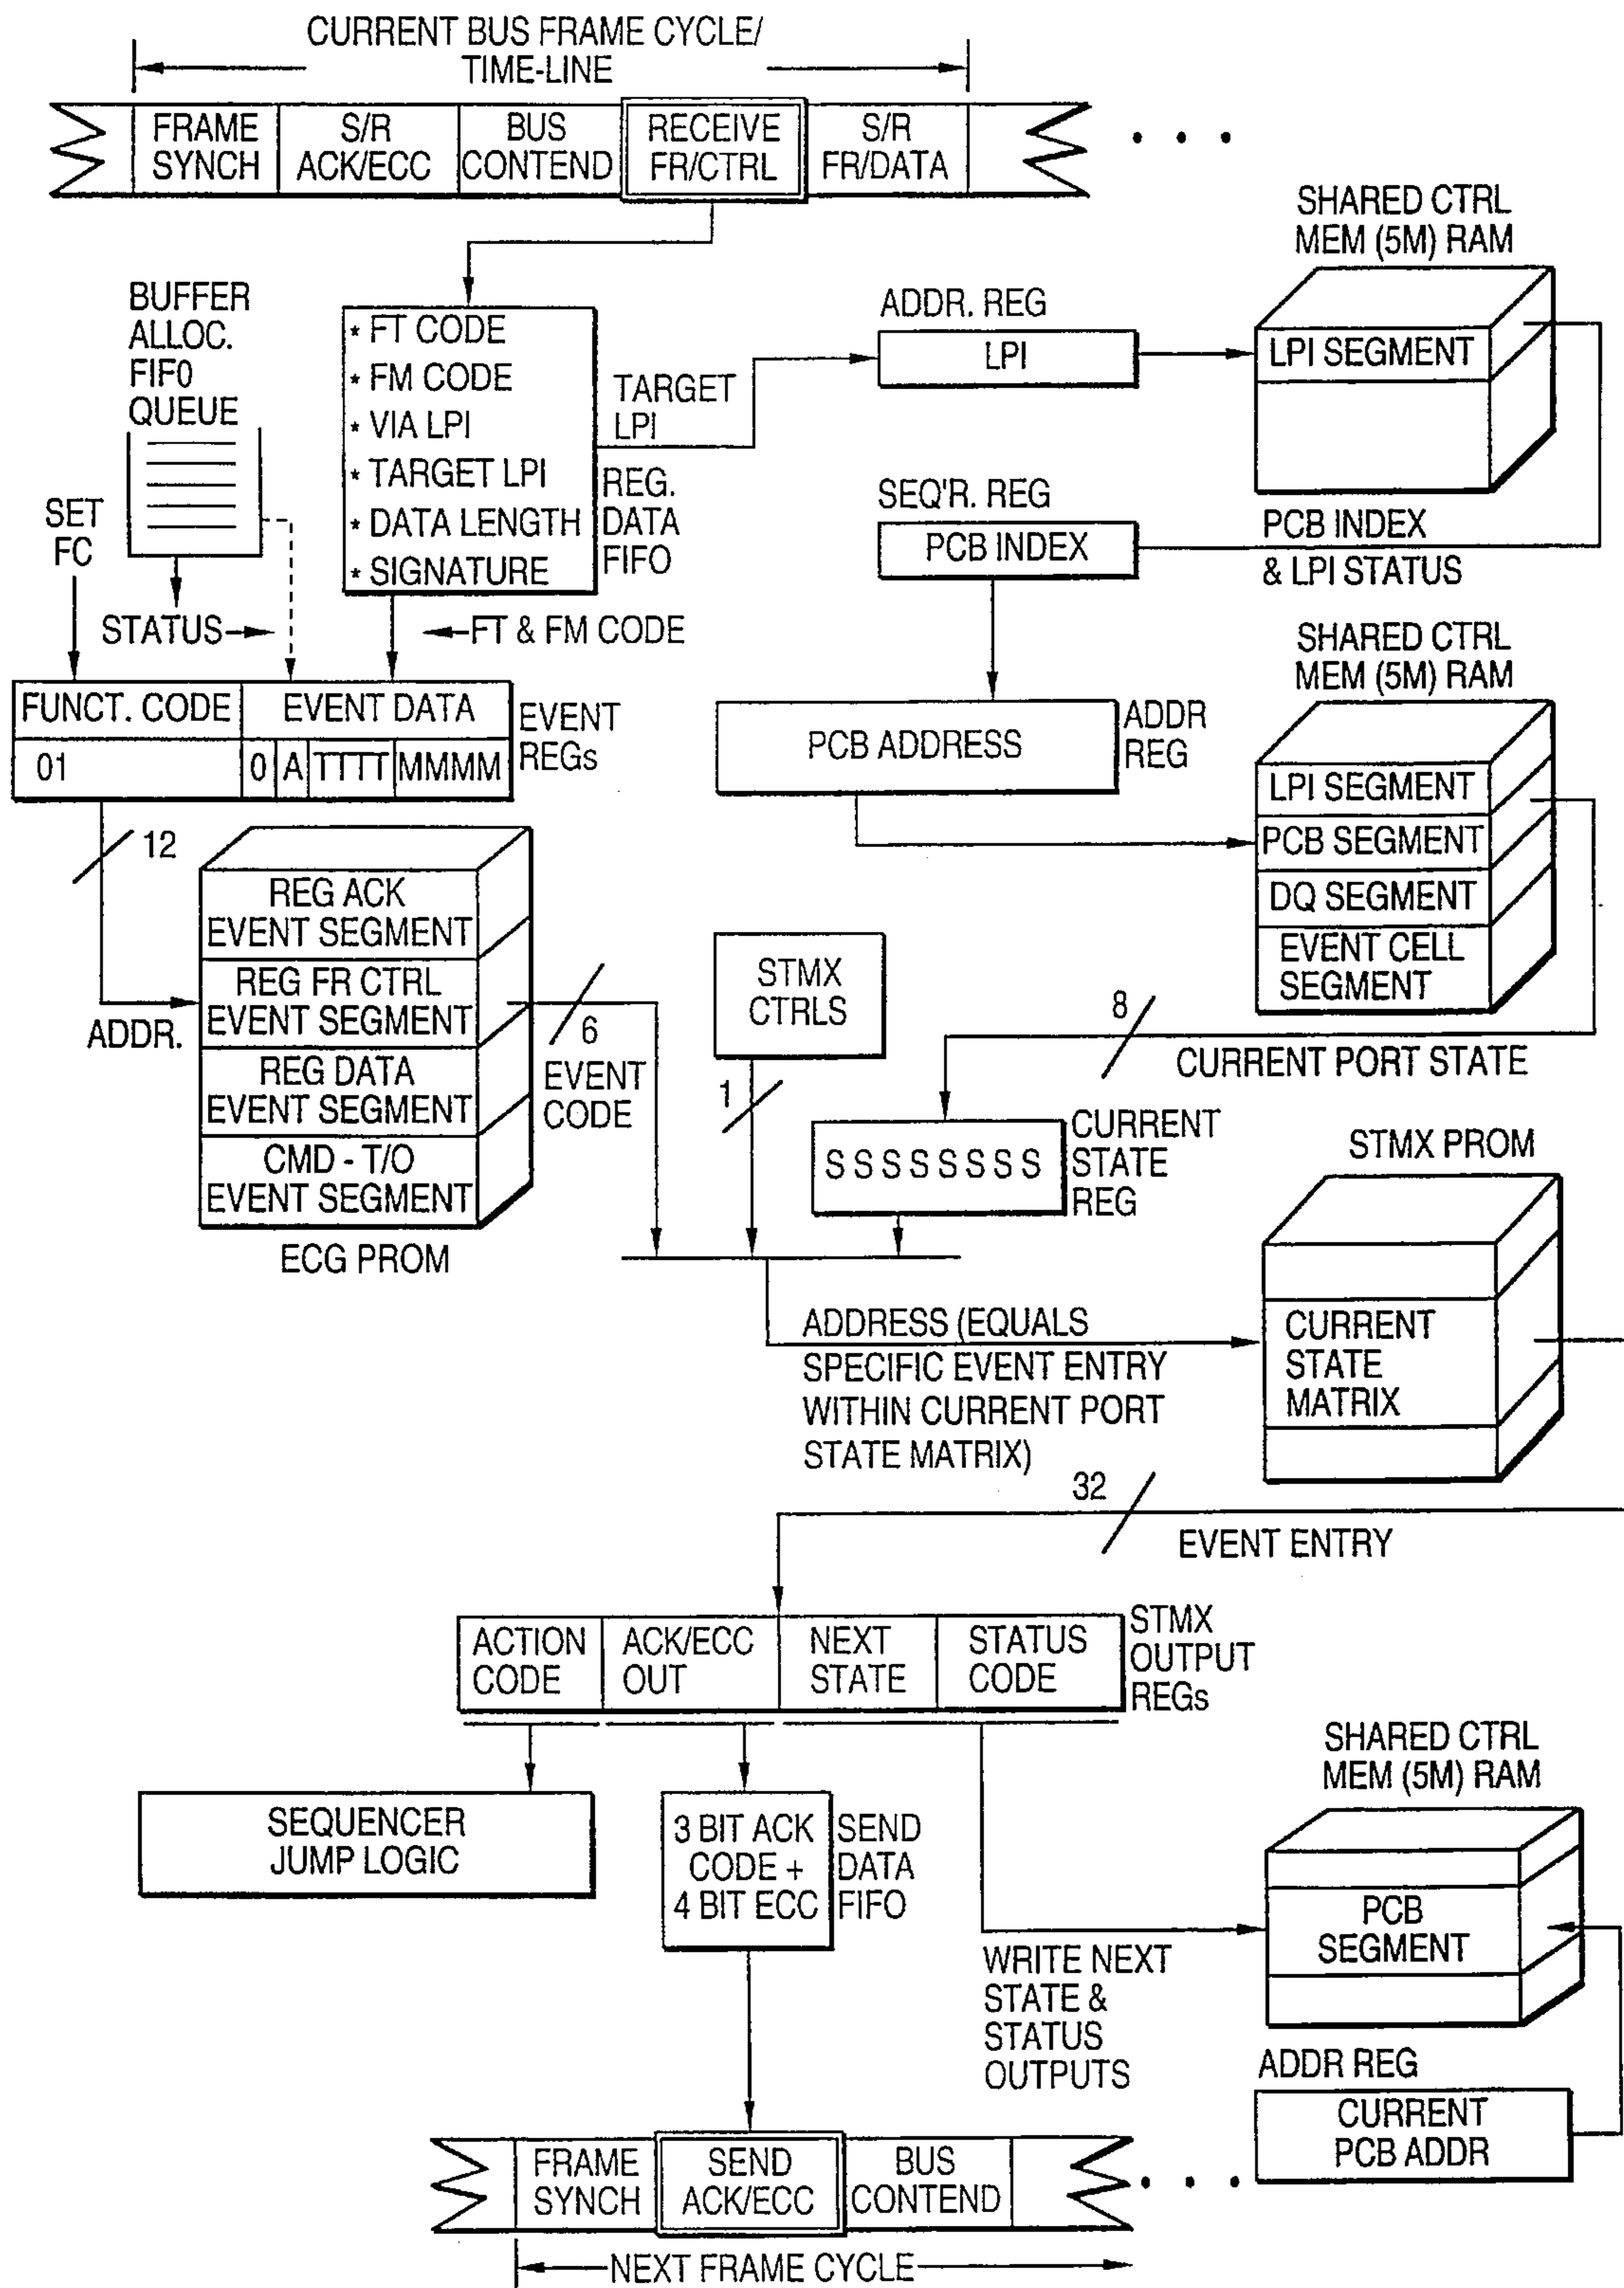 CURRENT BUS FRAME CYCLE/
TIME-LINE
FRAME
SYNCH
S/R
ACK/ECC
BUS
CONTEND
RECEIVE
FR/CTRL
S/R
FR/DATA
SHARED CTRL
MEM (5M) RAM
LPI SEGMENT
BUFFER
ALLOC.
FIFO
QUEUE
* FT CODE
* FM CODE
* VIA LPI
* TARGET LPI
* DATA LENGTH
* SIGNATURE
TARGET
LPI
REG.
DATA
FIFO
ADDR. REG
LPI
SEQ'R. REG
PCB INDEX
PCB INDEX
& LPI STATUS
SET
FC
STATUS
FT & FM CODE
FUNCT. CODE
EVENT DATA
01
0
A
TTTT
MMMM
EVENT
REGs
PCB ADDRESS
ADDR
REG
SHARED CTRL
MEM (5M) RAM
LPI SEGMENT
PCB SEGMENT
DQ SEGMENT
EVENT CELL
SEGMENT
12
ADDR.
REG ACK
EVENT SEGMENT
REG FR CTRL
EVENT SEGMENT
REG DATA
EVENT SEGMENT
CMD - T/O
EVENT SEGMENT
ECG PROM
6
EVENT
CODE
STMX
CTRLS
1
8
CURRENT PORT STATE
S S S S S S S S
CURRENT
STATE
REG
STMX PROM
CURRENT
STATE
MATRIX
ADDRESS (EQUALS
SPECIFIC EVENT ENTRY
WITHIN CURRENT PORT
STATE MATRIX)
32
EVENT ENTRY
ACTION
CODE
ACK/ECC
OUT
NEXT
STATE
STATUS
CODE
STMX
OUTPUT
REGs
SEQUENCER
JUMP LOGIC
3 BIT ACK
CODE +
4 BIT ECC
SEND
DATA
FIFO
SHARED CTRL
MEM (5M) RAM
PCB
SEGMENT
WRITE NEXT
STATE &
STATUS
OUTPUTS
ADDR REG
CURRENT
PCB ADDR
FRAME
SYNCH
SEND
ACK/ECC
BUS
CONTEND
NEXT FRAME CYCLE